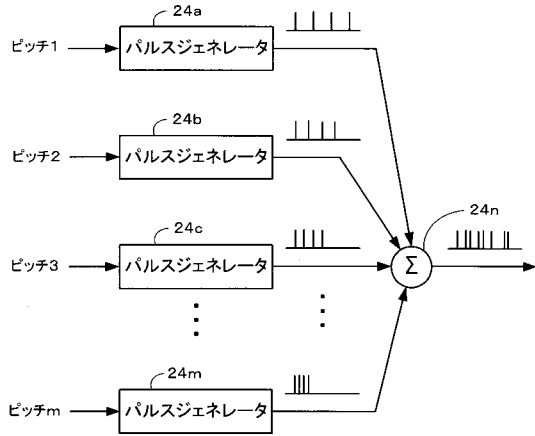 24a
ピッチ1
パルスジェネレータ
24b
ピッチ2
パルスジェネレータ
24n
24c
ピッチ3
パルスジェネレータ
Σ
24m
ピッチm
パルスジェネレータ